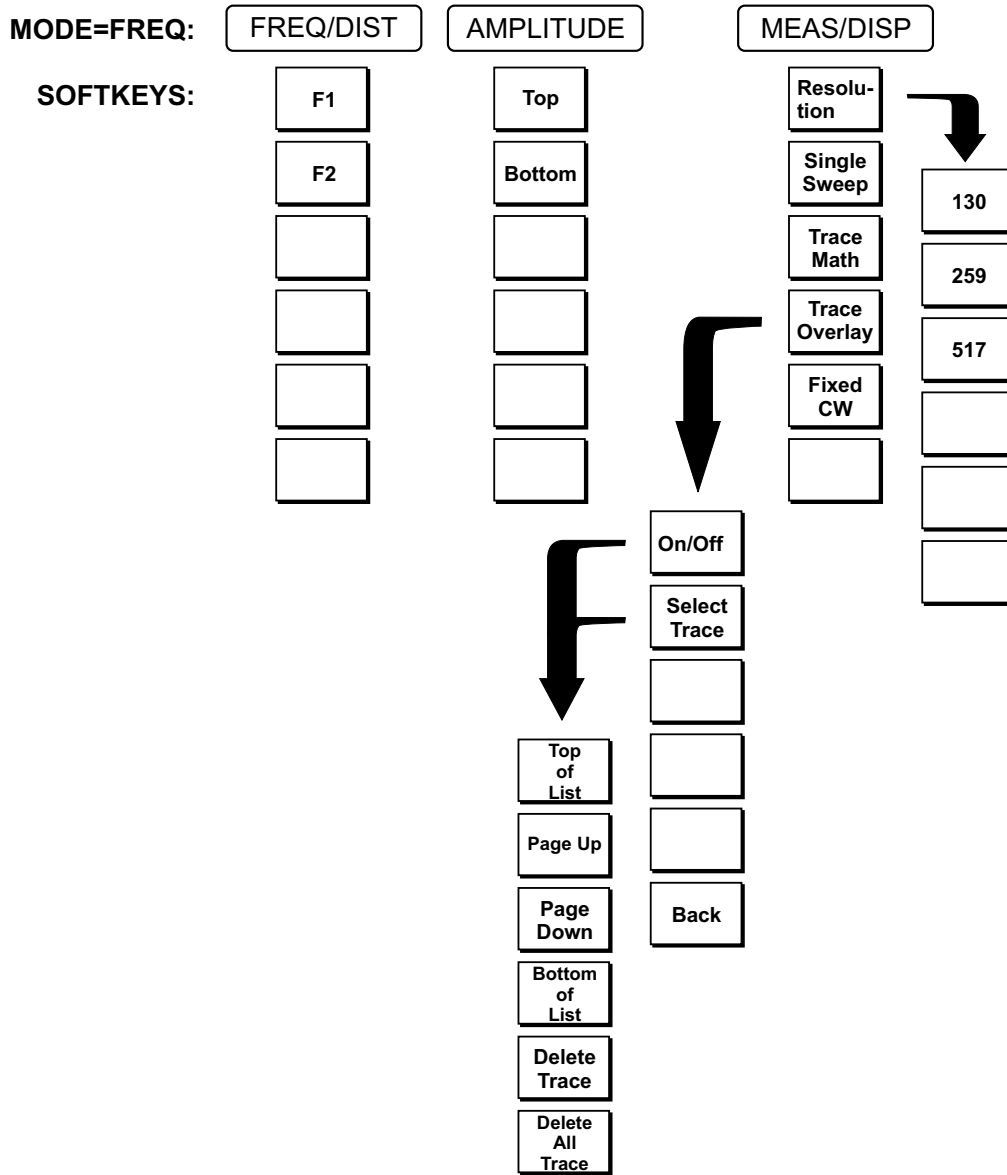 MODE=FREQ:
FREQ/DIST
AMPLITUDE
MEAS/DISP
SOFTKEYS:
F1
F2
Top
Bottom
Resolu-
tion
Single
Sweep
Trace
Math
Trace
Overlay
Fixed
CW
130
259
517
On/Off
Select
Trace
Back
Top
of
List
Page Up
Page
Down
Bottom
of
List
Delete
Trace
Delete
All
Trace